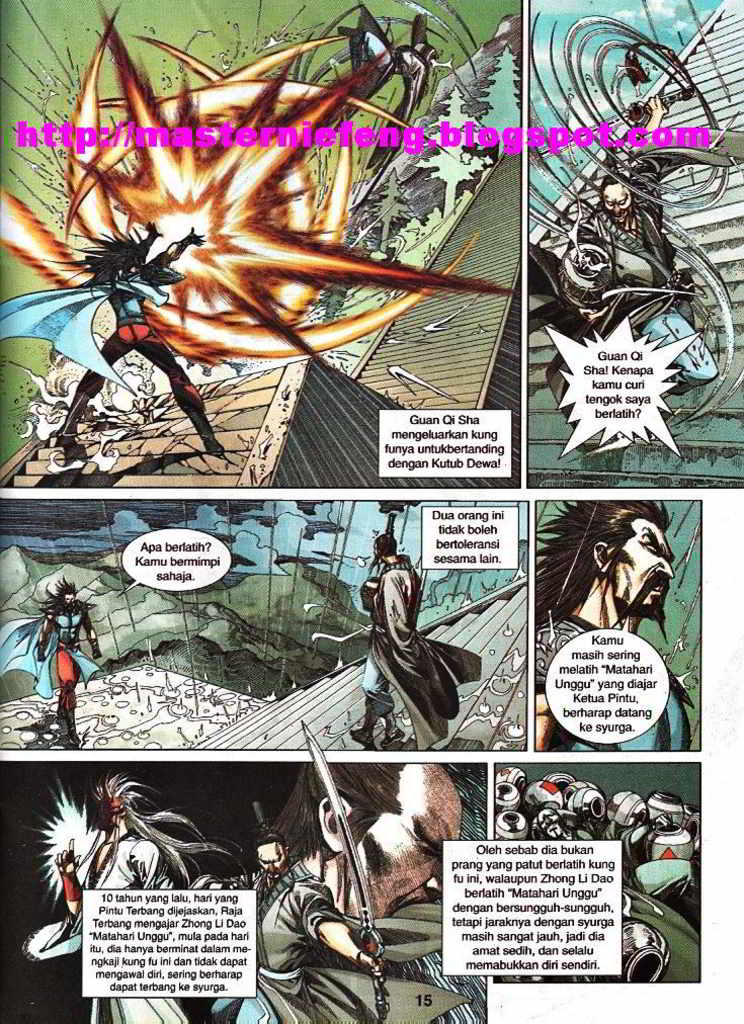 http://masterniefeng.blogspot.com
Guan Qi Sha
mengeluarkan kung
funya untukbertanding
dengan Kutub Dewa!
Guan Qi
Sha! Kenapa
kamu curi
tengok saya
berlatih?
Apa berlatih?
Kamu bermimpi
sahaja.
Dua orang ini
tidak boleh
bertoleransi
sesama lain.
Kamu
masih sering
melatih “Matahari
Unggu” yang diajar
Ketua Pintu,
berharap datang
ke syurga.
10 tahun yang lalu, hari yang
Pintu Terbang dijejaskan, Raja
Terbang mengajar Zhong Li Dao
“Matahari Unggu”, mula pada hari
itu, dia hanya berminat dalam me-
ngkaji kung fu ini dan tidak dapat
mengawal diri, sering berharap
dapat terbang ke syurga.
Oleh sebab dia bukan
prang yang patut berlatih kung
fu ini, walaupun Zhong Li Dao
berlatih “Matahari Unggu”
dengan bersungguh-sungguh,
tetapi jaraknya dengan syurga
masih sangat jauh, jadi dia
amat sedih, dan selalu
memabukkan diri sendiri.
15